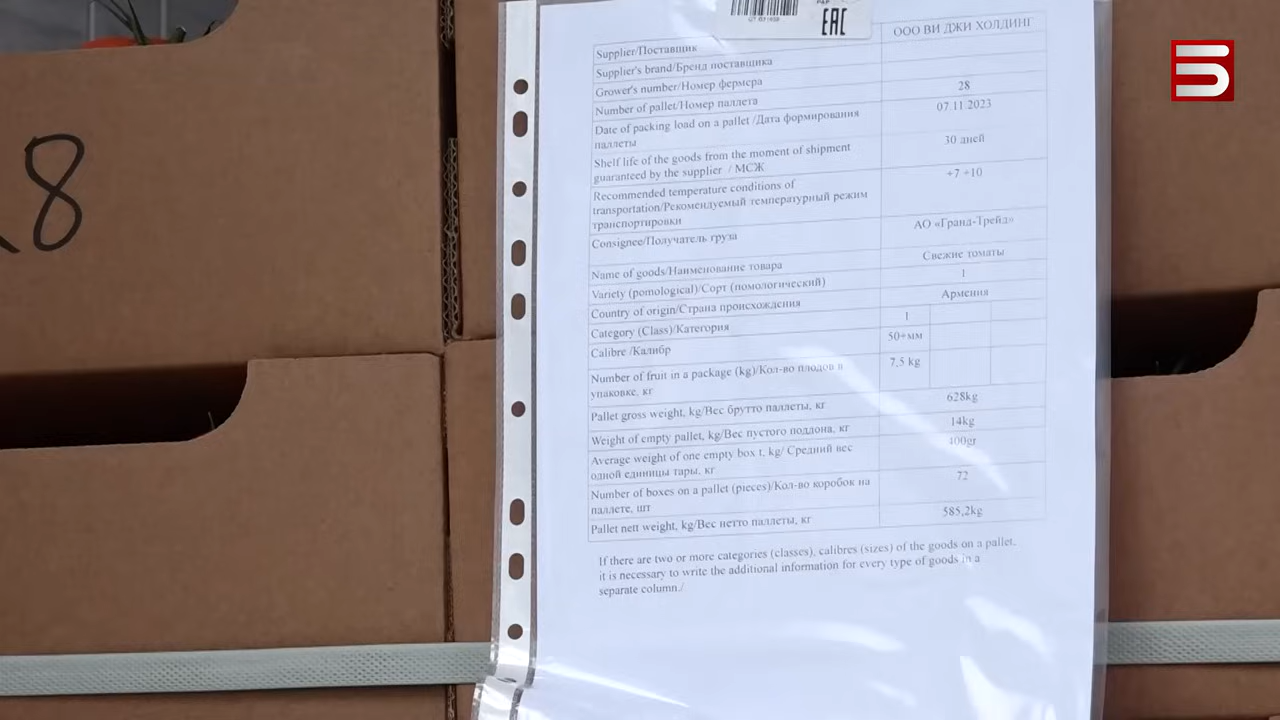 EAC
Supplier/Поставщик
ООО ВИ ДЖИ ХОЛДИНГ
Supplier's brand/Бренд поставщика
Grower's number/Номер фермера
Number of pallet/Номер паллета
28
Date of packing load on a pallet /Дата формирования
паллеты
07 11 2023
Shelf life of the goods from the moment of shipment
guaranteed by the supplier / МСЖ
30 дней
Recommended temperature conditions of
transportation/Рекомендуемый температурный режим
транспортировки
+7 +10
Consignee/Получатель груза
АО «Гранд-Трейд»
Name of goods/Наименование товара
Свежие томаты
Variety (pomological)/Сорт (помологический)
1
Country of origin/Страна происхождения
Армения
Category (Class)/Категория
1
Calibre /Калибр
50+мм
Number of fruit in a package (kg)/Кол-во плодов в
упаковке, кг
7,5 kg
Pallet gross weight, kg/Вес брутто паллеты, кг
628kg
Weight of empty pallet, kg/Вес пустого поддона, кг
14kg
Average weight of one empty box t, kg/ Средний вес
одной единицы тары, кг
400gr
Number of boxes on a pallet (pieces)/Кол-во коробок на
паллете, шт
72
Pallet nett weight, kg/Вес нетто паллеты, кг
585,2kg
If there are two or more categories (classes), calibres (sizes) of the goods on a pallet,
it is necessary to write the additional information for every type of goods in a
separate column./
8